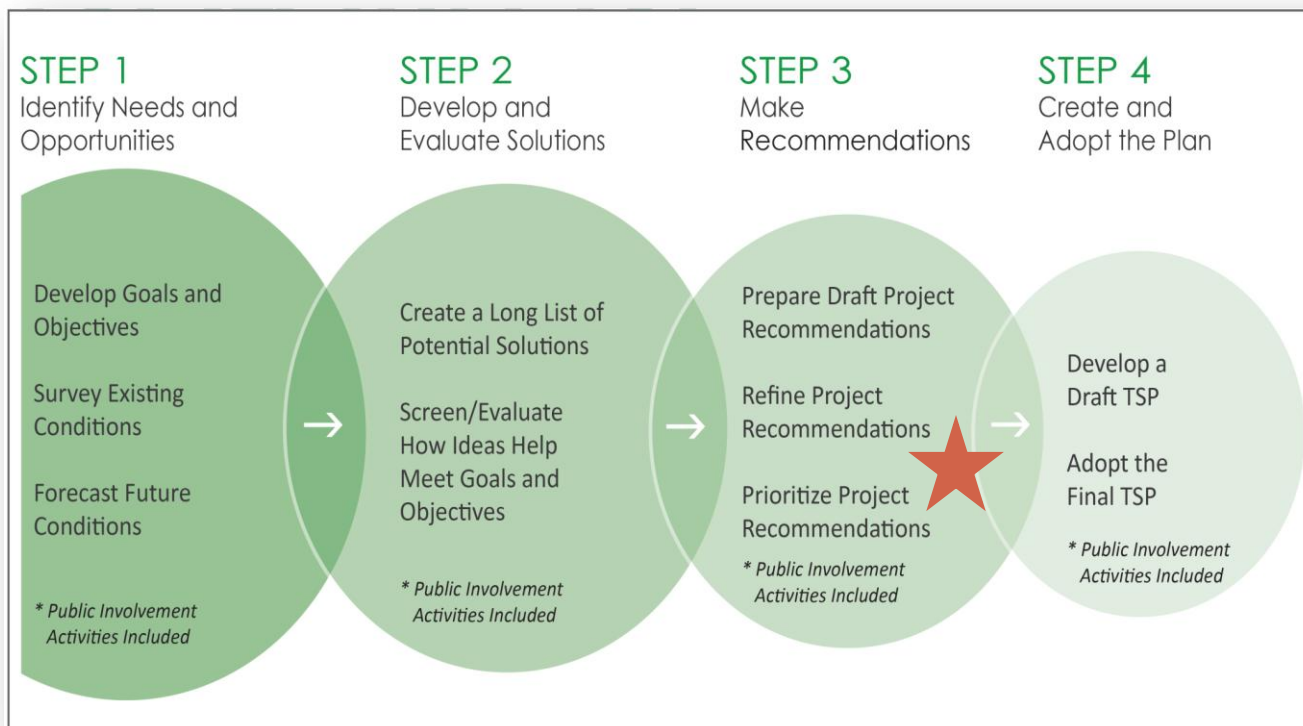 STEP 1
Identify Needs and
Opportunities
Develop Goals and
Objectives
Survey Existing
Conditions
Forecast Future
Conditions
* Public Involvement
Activities Included
STEP 2
Develop and
Evaluate Solutions
Create a Long List of
Potential Solutions
Screen/Evaluate
How Ideas Help
Meet Goals and
Objectives
* Public Involvement
Activities Included
STEP 3
Make
Recommendations
Prepare Draft Project
Recommendations
Refine Project
Recommendations
Prioritize Project
Recommendations
* Public Involvement
Activities Included
STEP 4
Create and
Adopt the Plan
Develop a
Draft TSP
Adopt the
Final TSP
* Public Involvement
Activities Included